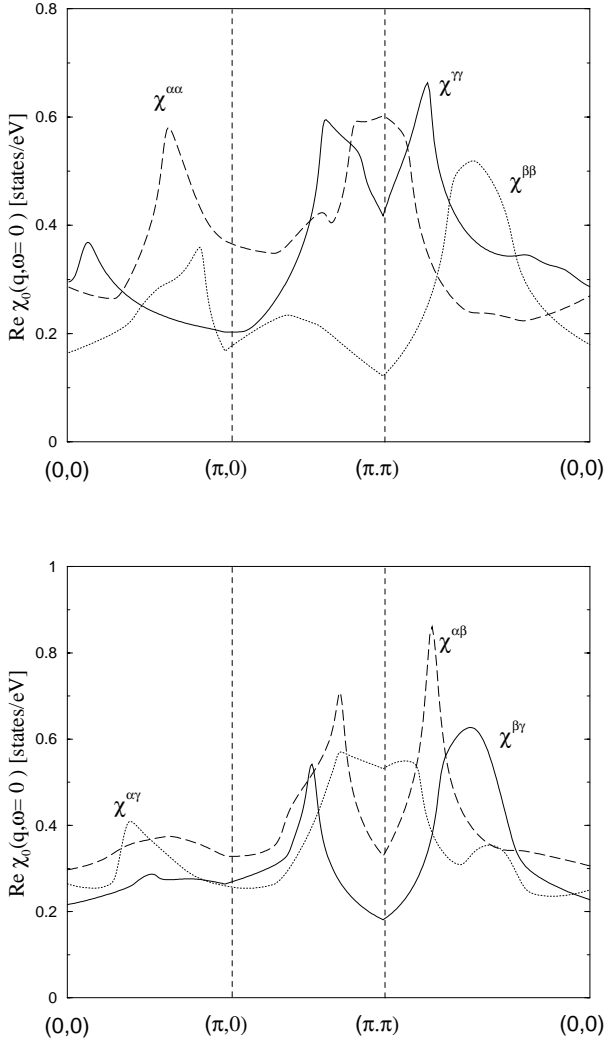 0.8
χ^γγ
χ^αα
0.6
χ^ββ
0.4
0.2
0
Re χ₀(q,ω= 0 ) [states/eV]
(0,0) (π,0) (π.π) (0,0)
1
χ^αβ
0.8
χ^βγ
0.6
χ^αγ
0.4
0.2
0
Re χ₀(q,ω= 0 ) [states/eV]
(0,0) (π,0) (π.π) (0,0)